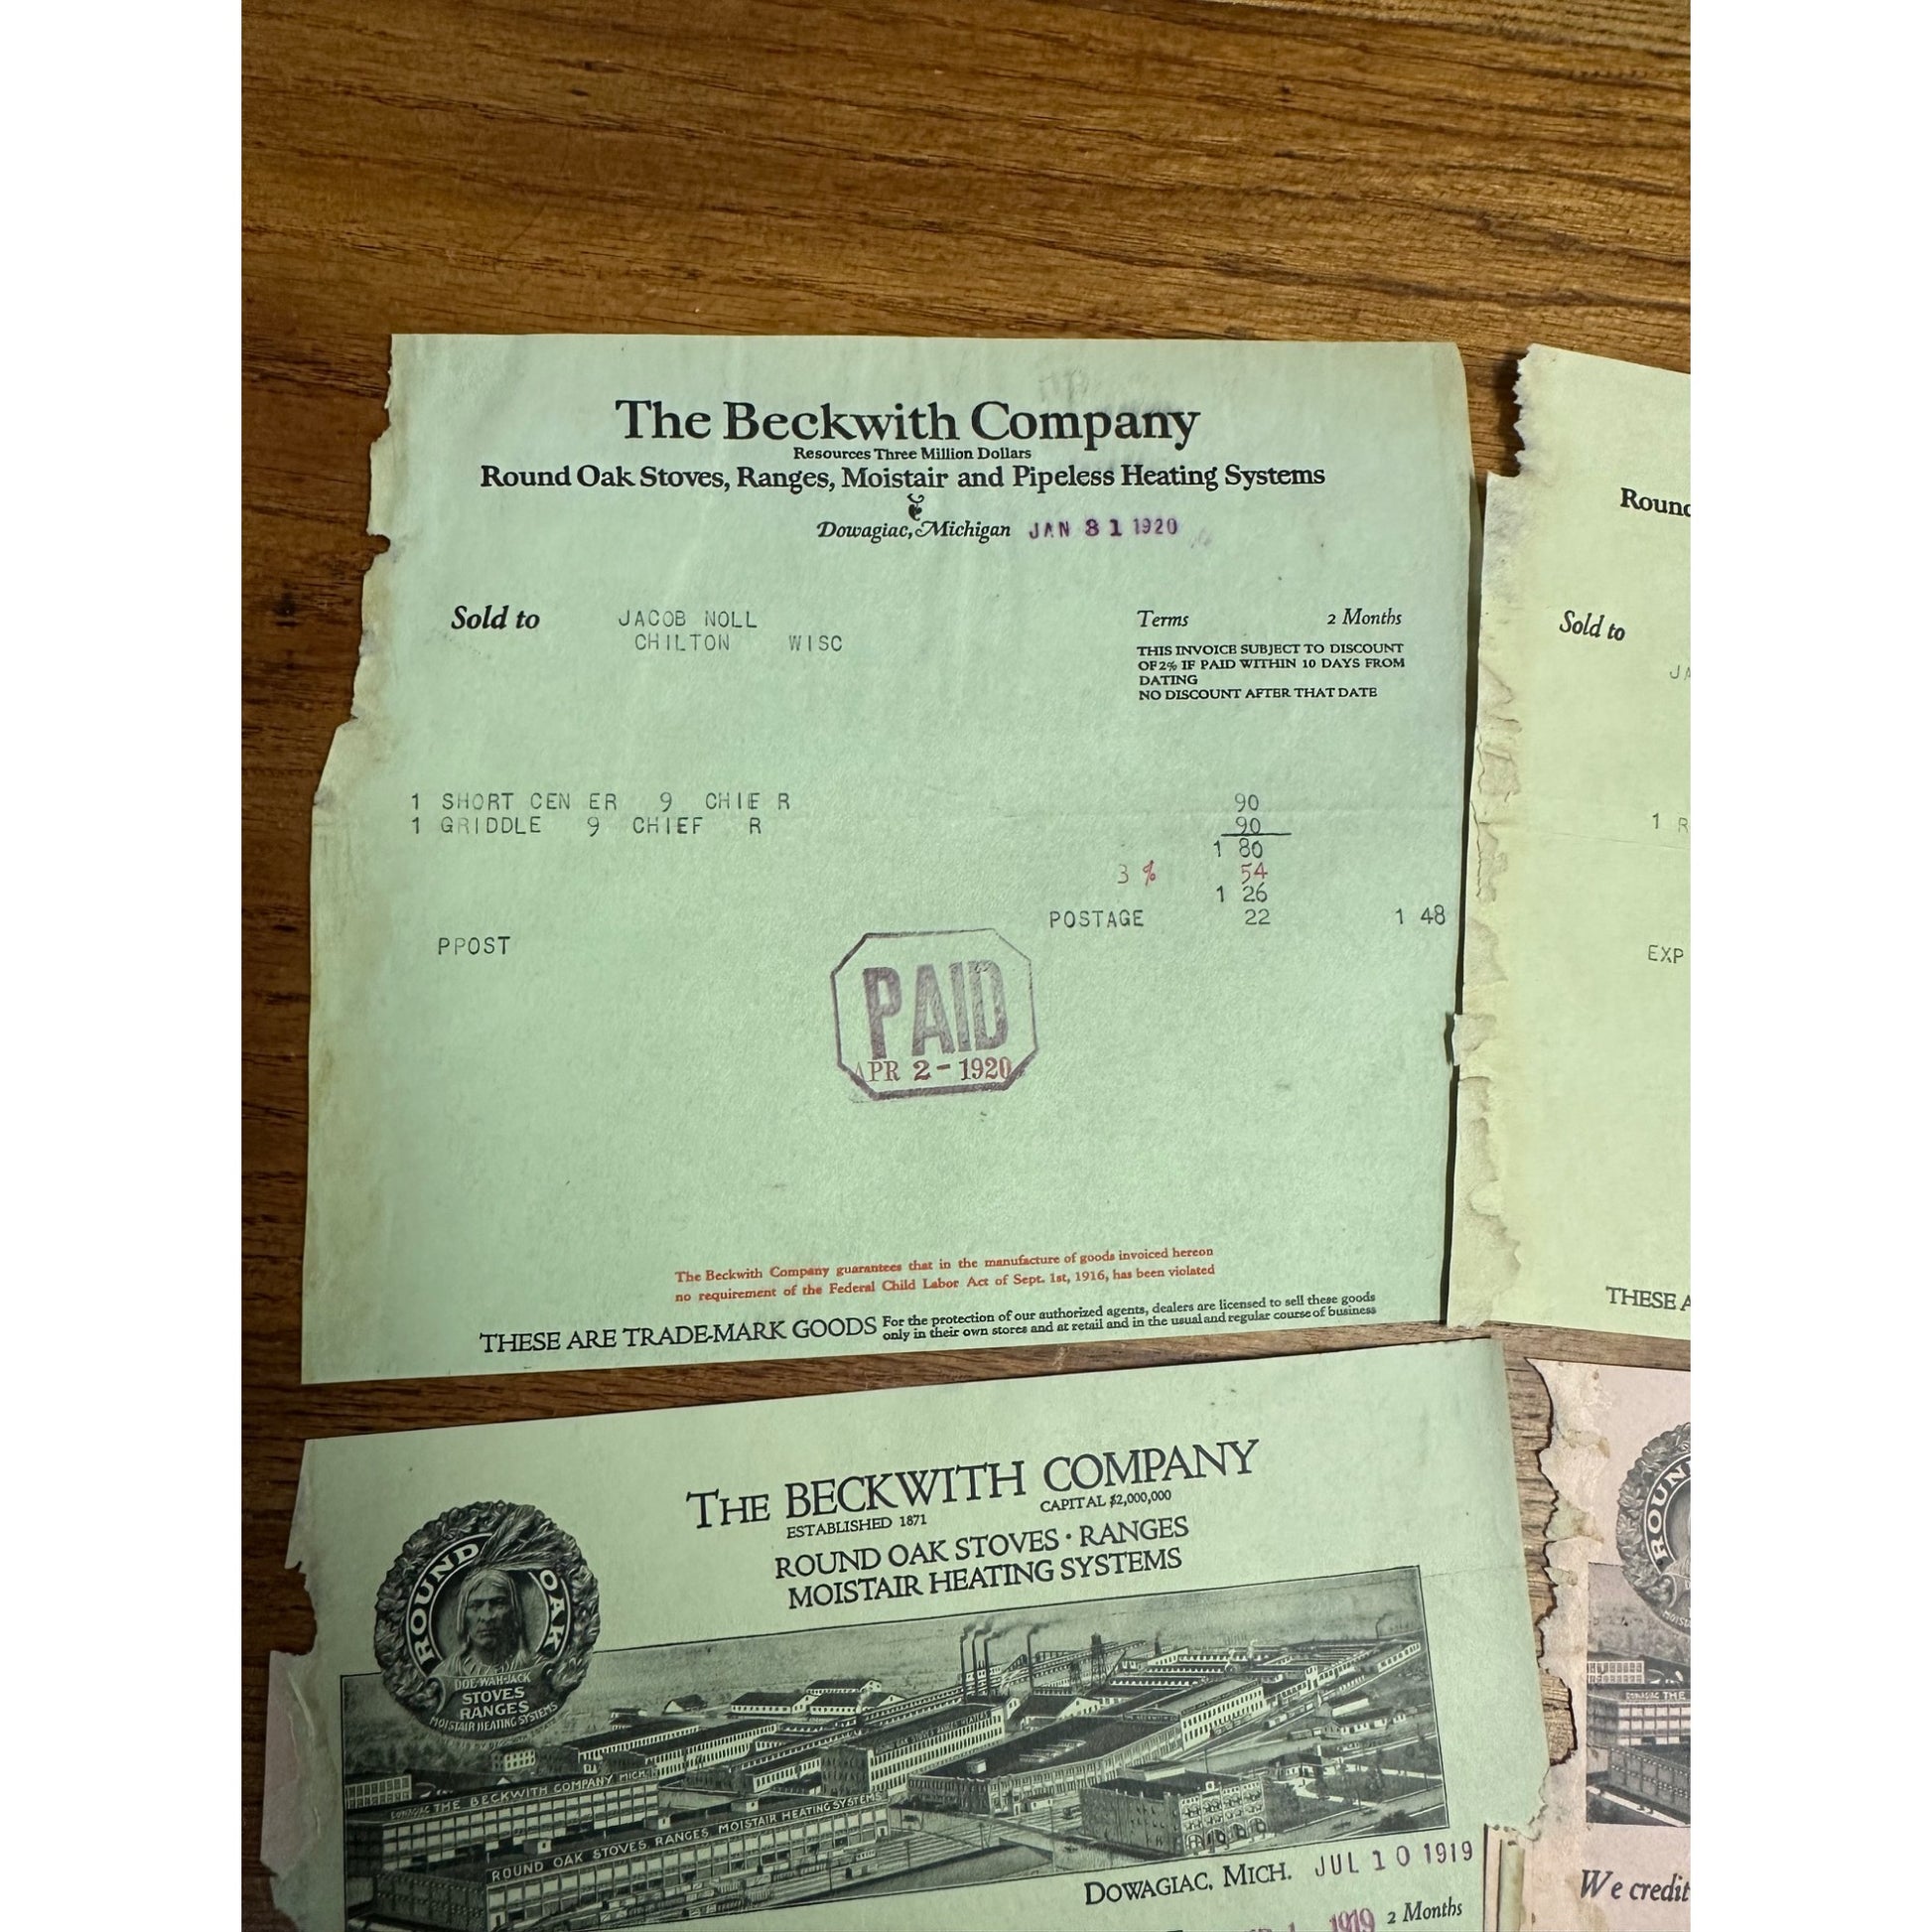 The Beckwith Company
Resources Three Million Dollars
Round Oak Stoves, Ranges, Moistair and Pipeless Heating Systems
Dowagiac, Michigan JAN 31 1920
Sold to JACOB NOLL
CHILTON WISC
Terms 2 Months
THIS INVOICE SUBJECT TO DISCOUNT
OF 2% IF PAID WITHIN 10 DAYS FROM
DATING
NO DISCOUNT AFTER THAT DATE
1 SHORT CEN ER 9 CHIE R 90
1 GRIDDLE 9 CHIEF R 90
1 80
3 % 54
1 26
POSTAGE 22 1 48
PPOST
PAID
APR 2 - 1920
The Beckwith Company guarantees that in the manufacture of goods invoiced hereon
no requirement of the Federal Child Labor Act of Sept. 1st, 1916, has been violated
THESE ARE TRADE-MARK GOODS For the protection of our authorized agents, dealers are licensed to sell these goods
only in their own stores and at retail and in the usual and regular course of business
Round
Sold to
JA
1 R
EXP
THESE A
THE BECKWITH COMPANY
ESTABLISHED 1871 CAPITAL $2,000,000
ROUND OAK STOVES · RANGES
MOISTAIR HEATING SYSTEMS
ROUND OAK
DOE-WAH-JACK
STOVES
RANGES
MOISTAIR HEATING SYSTEMS
DOWAGIAC THE BECKWITH COMPANY MICH.
ROUND OAK STOVES, RANGES, MOISTAIR HEATING SYSTEMS
DOWAGIAC, MICH. JUL 10 1919
1919 2 Months
ROUN
DOWAGIAC THE
We credit